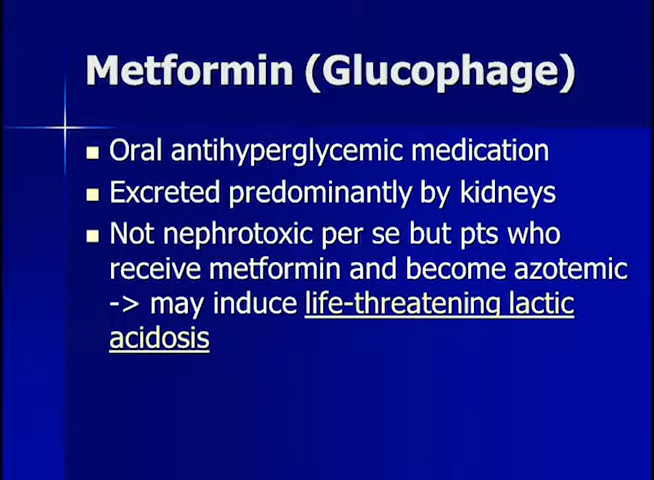 Metformin (Glucophage)
Oral antihyperglycemic medication
Excreted predominantly by kidneys
Not nephrotoxic per se but pts who
receive metformin and become azotemic
-> may induce life-threatening lactic
acidosis